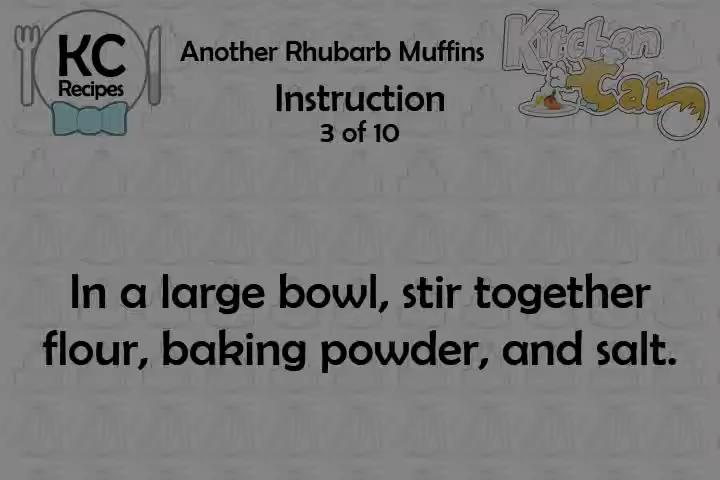 KC
Recipes
Another Rhubarb Muffins
Instruction
3 of 10
Kitchen
Cat
In a large bowl, stir together
flour, baking powder, and salt.